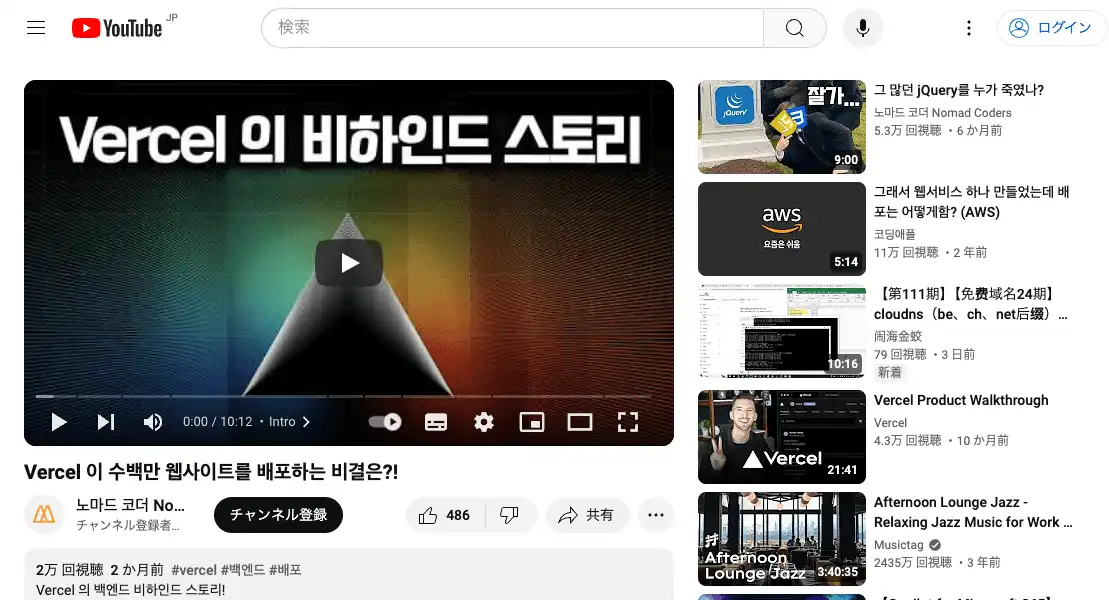 YouTube JP
検索
ログイン
Vercel 의 비하인드 스토리
0:00 / 10:12 • Intro
Vercel 이 수백만 웹사이트를 배포하는 비결은?!
노마드 코더 No...
チャンネル登録者...
チャンネル登録
486
共有
2万 回視聴 2 か月前 #vercel #백엔드 #배포
Vercel 의 백엔드 비하인드 스토리!
jQuery
잘가...
9:00
그 많던 jQuery를 누가 죽였나?
노마드 코더 Nomad Coders
5.3万 回視聴 • 6 か月前
aws
요즘은 쉬움
5:14
그래서 웹서비스 하나 만들었는데 배
포는 어떻게함? (AWS)
코딩애플
11万 回視聴 • 2 年前
10:16
【第111期】【免费域名24期】
cloudns（be、ch、net后缀）...
闹海金蛟
79 回視聴 • 3 日前
新着
Vercel
21:41
Vercel Product Walkthrough
Vercel
4.3万 回視聴 • 10 か月前
Afternoon
Lounge Jazz
3:40:35
Afternoon Lounge Jazz -
Relaxing Jazz Music for Work ...
Musictag
2435万 回視聴 • 3 年前